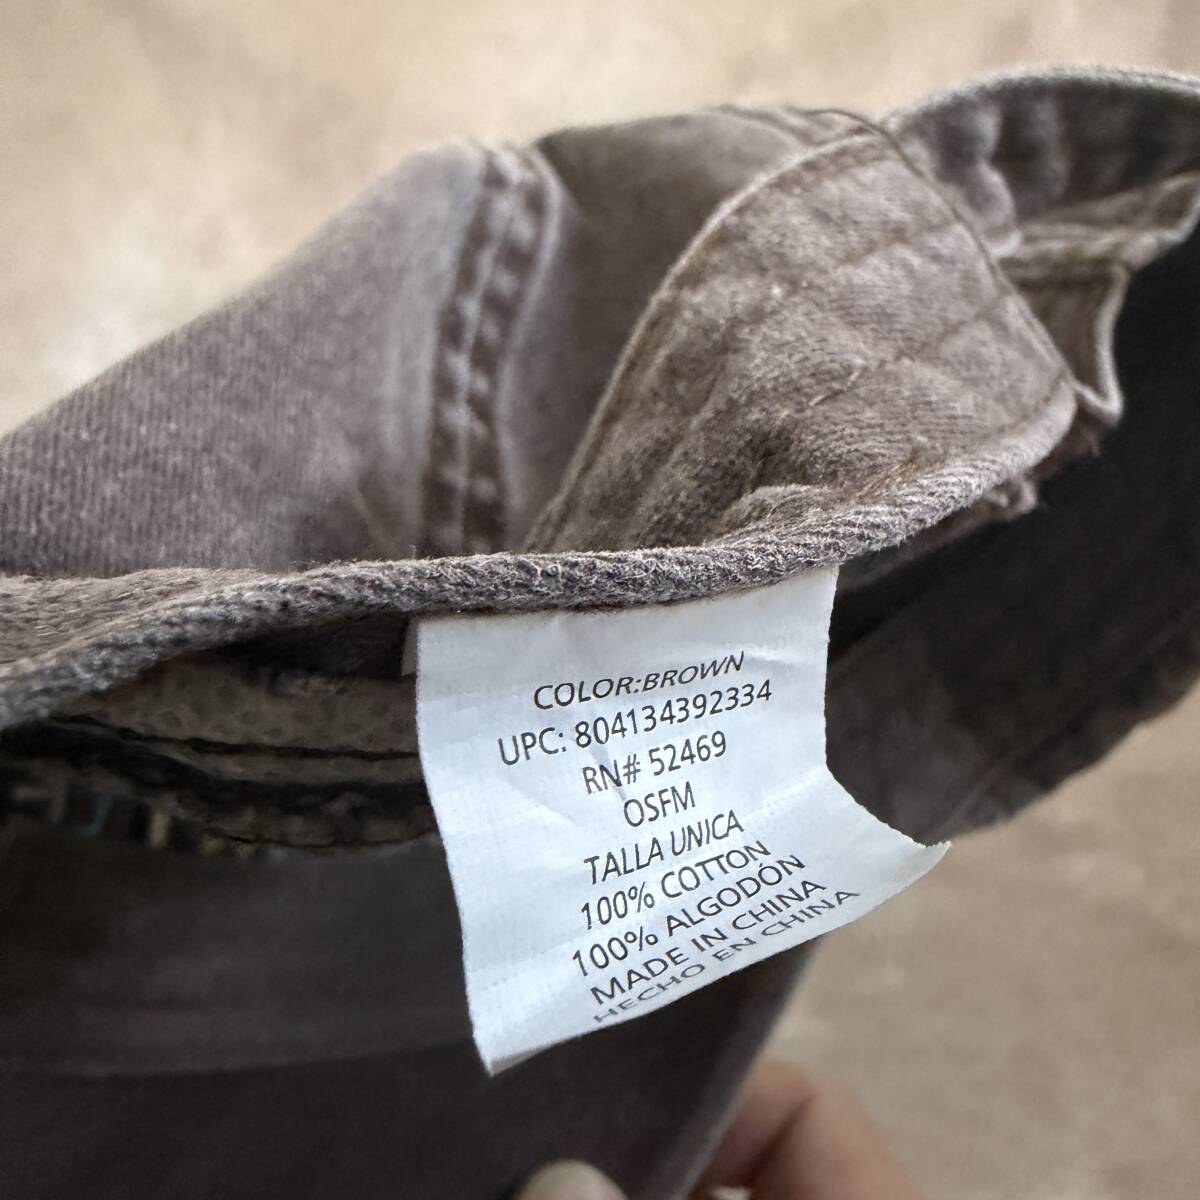 COLOR:BROWN
UPC: 804134392334
RN# 52469
OSFM
TALLA UNICA
100% COTTON
100% ALGODÓN
MADE IN CHINA
HECHO EN CHINA